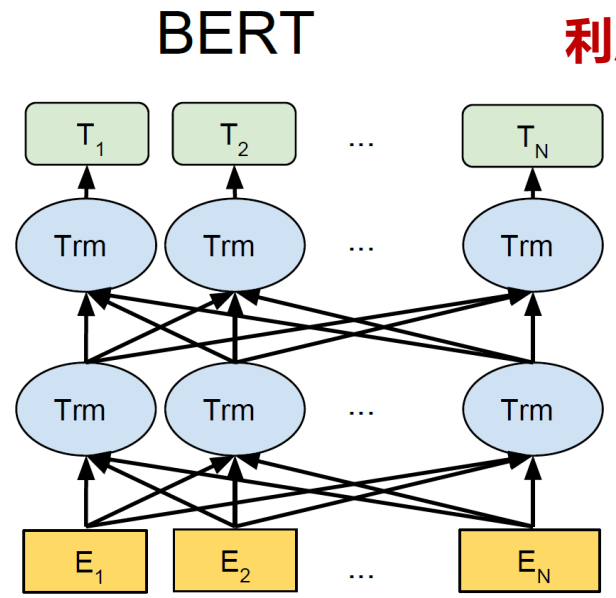 BERT
利
T1 T2 ... TN
Trm Trm ... Trm
Trm Trm ... Trm
E1 E2 ... EN